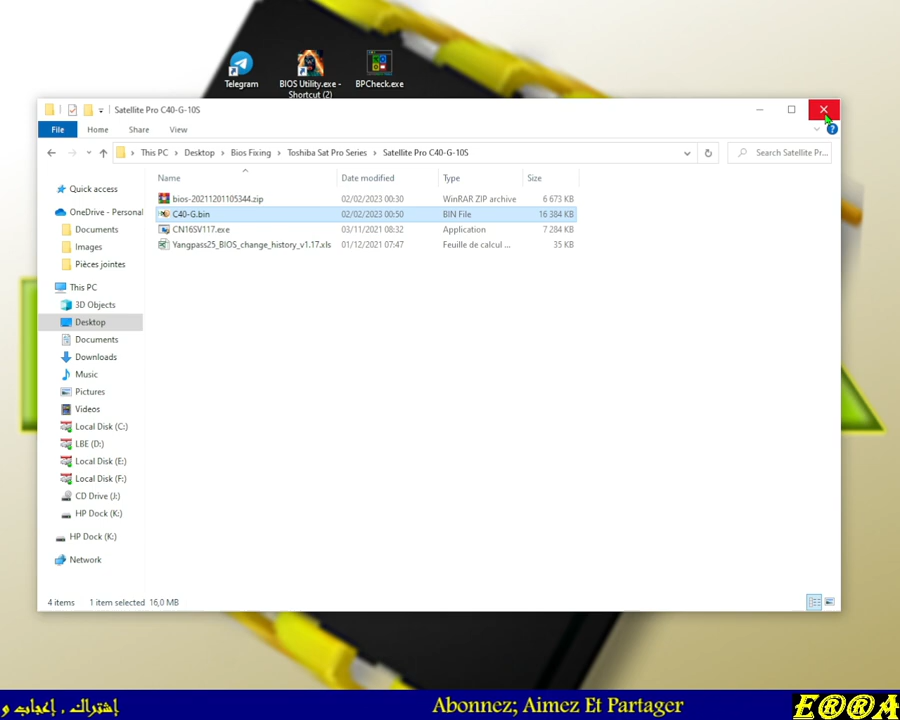 Telegram
BIOS Utility.exe - Shortcut (2)
BPCheck.exe
Satellite Pro C40-G-10S
File
Home
Share
View
This PC
Desktop
Bios Fixing
Toshiba Sat Pro Series
Satellite Pro C40-G-10S
Search Satellite Pr...
Name
Date modified
Type
Size
bios-20211201105344.zip 02/02/2023 00:30 WinRAR ZIP archive 6 673 KB
C40-G.bin 02/02/2023 00:50 BIN File 16 384 KB
CN16SV117.exe 03/11/2021 08:32 Application 7 284 KB
Yangpass25_BIOS_change_history_v1.17.xls 01/12/2021 07:47 Feuille de calcul ... 35 KB
Quick access
OneDrive - Personal
Documents
Images
Pièces jointes
This PC
3D Objects
Desktop
Documents
Downloads
Music
Pictures
Videos
Local Disk (C:)
LBE (D:)
Local Disk (E:)
Local Disk (F:)
CD Drive (J:)
HP Dock (K:)
HP Dock (K:)
Network
4 items
1 item selected 16,0 MB
إشتراك , إعجاب و
Abonnez; Aimez Et Partager
ERRA